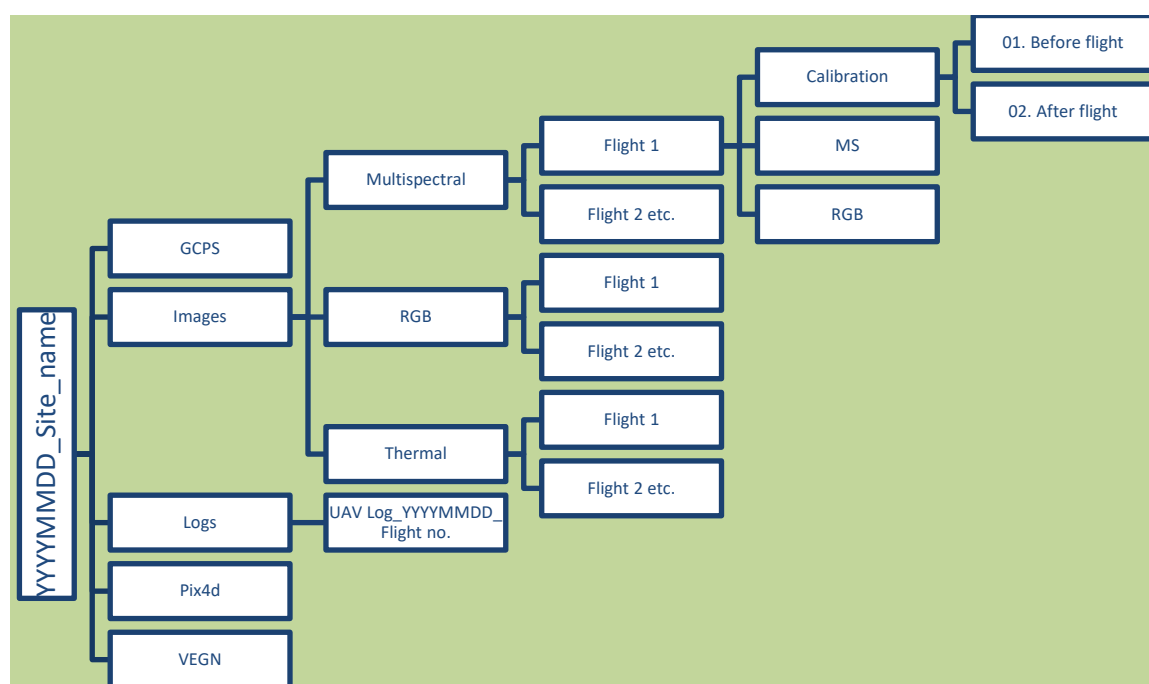 YYYYMMDD_Site_name
GCPS
Images
Multispectral
Flight 1
Calibration
01. Before flight
02. After flight
MS
RGB
Flight 2 etc.
RGB
Flight 1
Flight 2 etc.
Thermal
Flight 1
Flight 2 etc.
Logs
UAV Log_YYYYMMDD_
Flight no.
Pix4d
VEGN